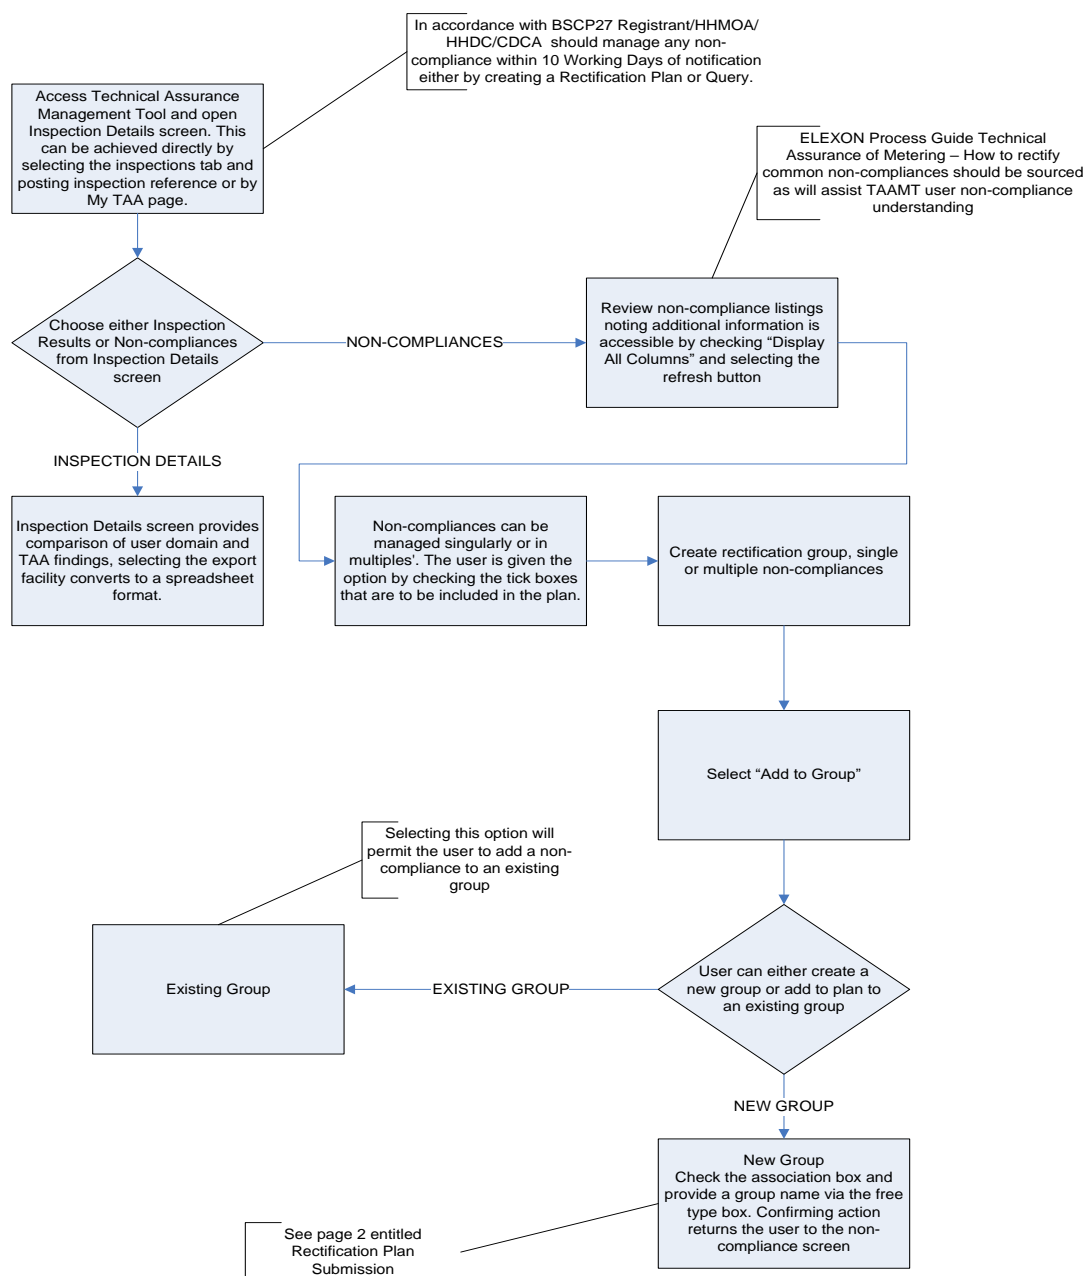 In accordance with BSCP27 Registrant/HHMOA/
HHDC/CDCA  should manage any non-
compliance within 10 Working Days of notification
either by creating a Rectification Plan or Query.
Access Technical Assurance
Management Tool and open
Inspection Details screen. This
can be achieved directly by
selecting the inspections tab and
posting inspection reference or by
My TAA page.
ELEXON Process Guide Technical
Assurance of Metering – How to rectify
common non-compliances should be sourced
as will assist TAAMT user non-compliance
understanding
Choose either Inspection
Results or Non-compliances
from Inspection Details
screen
NON-COMPLIANCES
Review non-compliance listings
noting additional information is
accessible by checking “Display
All Columns” and selecting the
refresh button
INSPECTION DETAILS
Inspection Details screen provides
comparison of user domain and
TAA findings, selecting the export
facility converts to a spreadsheet
format.
Non-compliances can be
managed singularly or in
multiples'. The user is given the
option by checking the tick boxes
that are to be included in the plan.
Create rectification group, single
or multiple non-compliances
Select “Add to Group”
Selecting this option will
permit the user to add a non-
compliance to an existing
group
User can either create a
new group or add to plan to
an existing group
EXISTING GROUP
Existing Group
NEW GROUP
New Group
Check the association box and
provide a group name via the free
type box. Confirming action
returns the user to the non-
compliance screen
See page 2 entitled
Rectification Plan
Submission